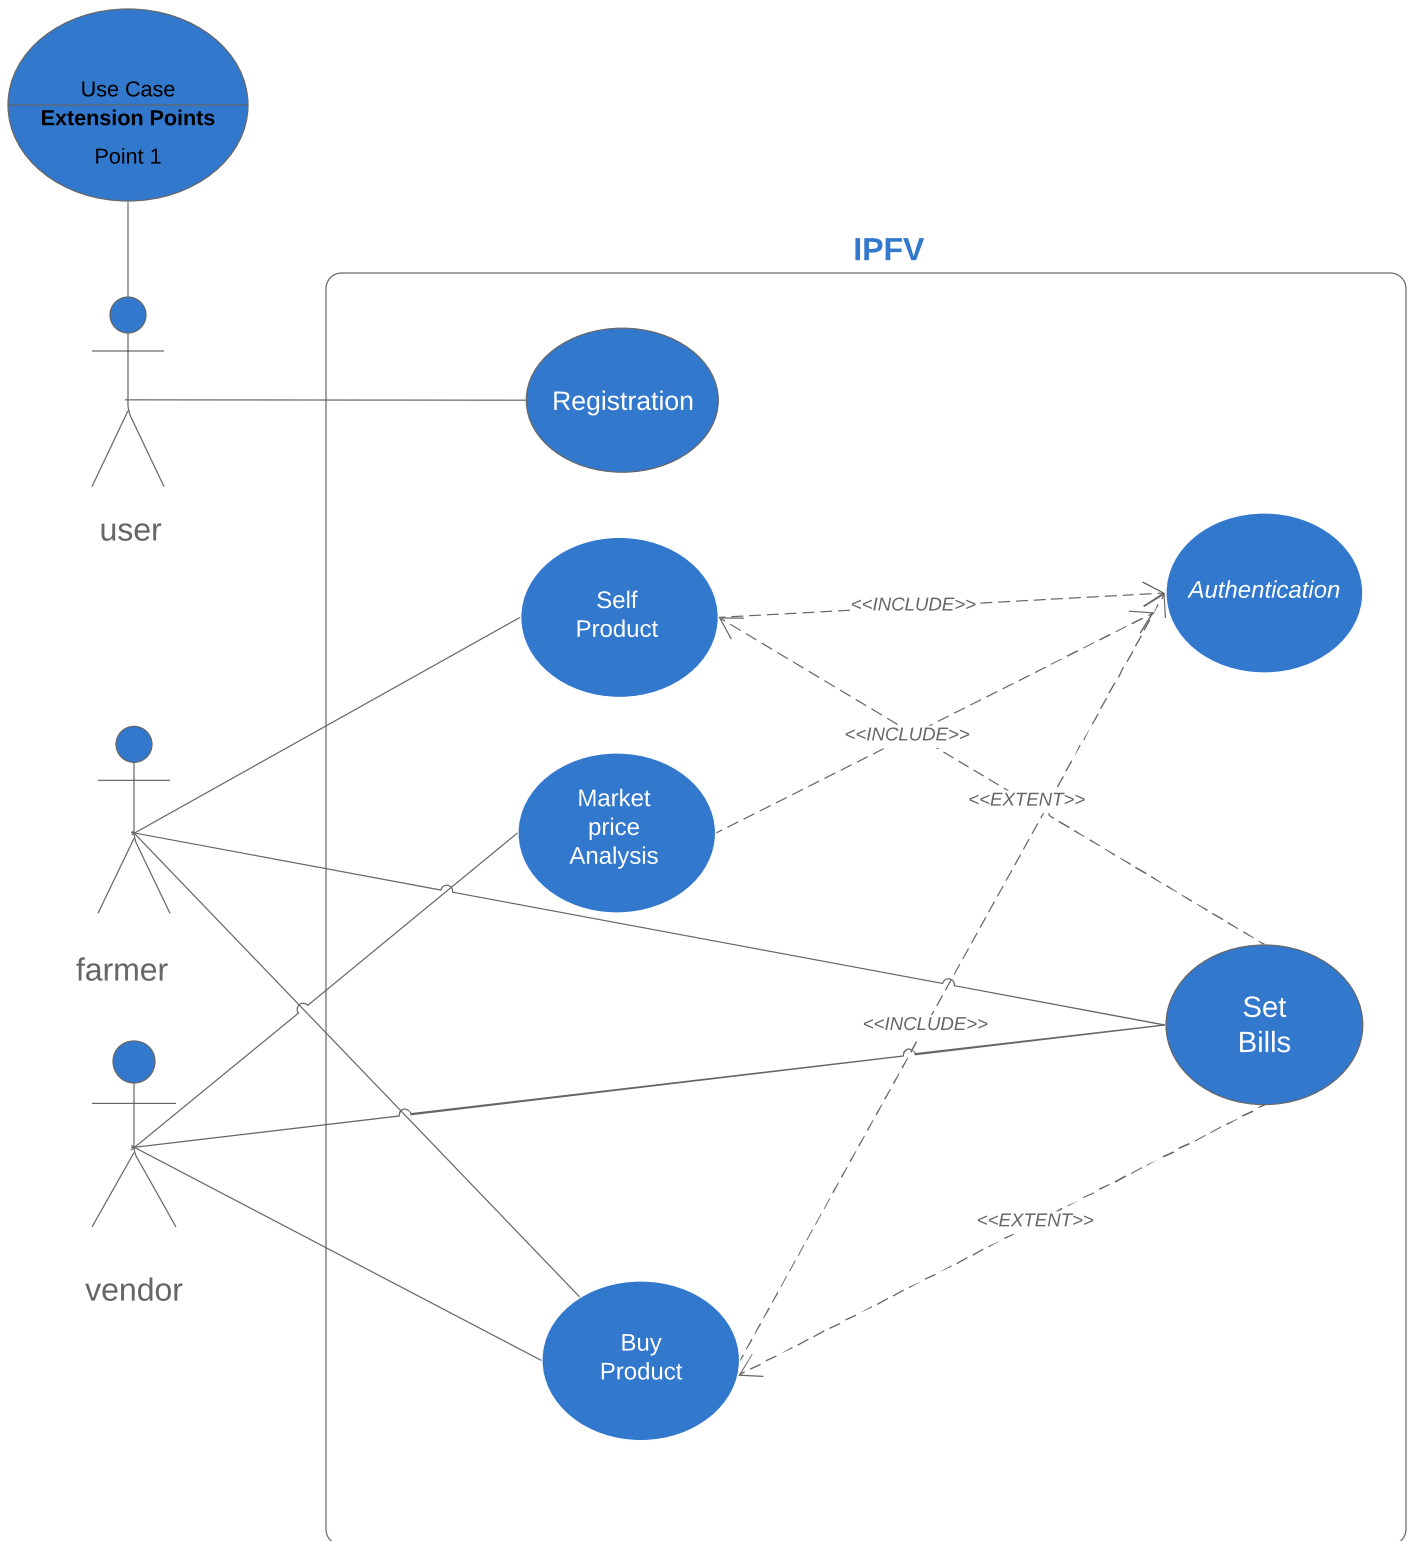 Use Case
Extension Points
Point 1
IPFV
Registration
user
Self
Product
<<INCLUDE>>
Authentication
<<INCLUDE>>
Market
price
Analysis
<<EXTENT>>
farmer
Set
Bills
<<INCLUDE>>
<<EXTENT>>
vendor
Buy
Product